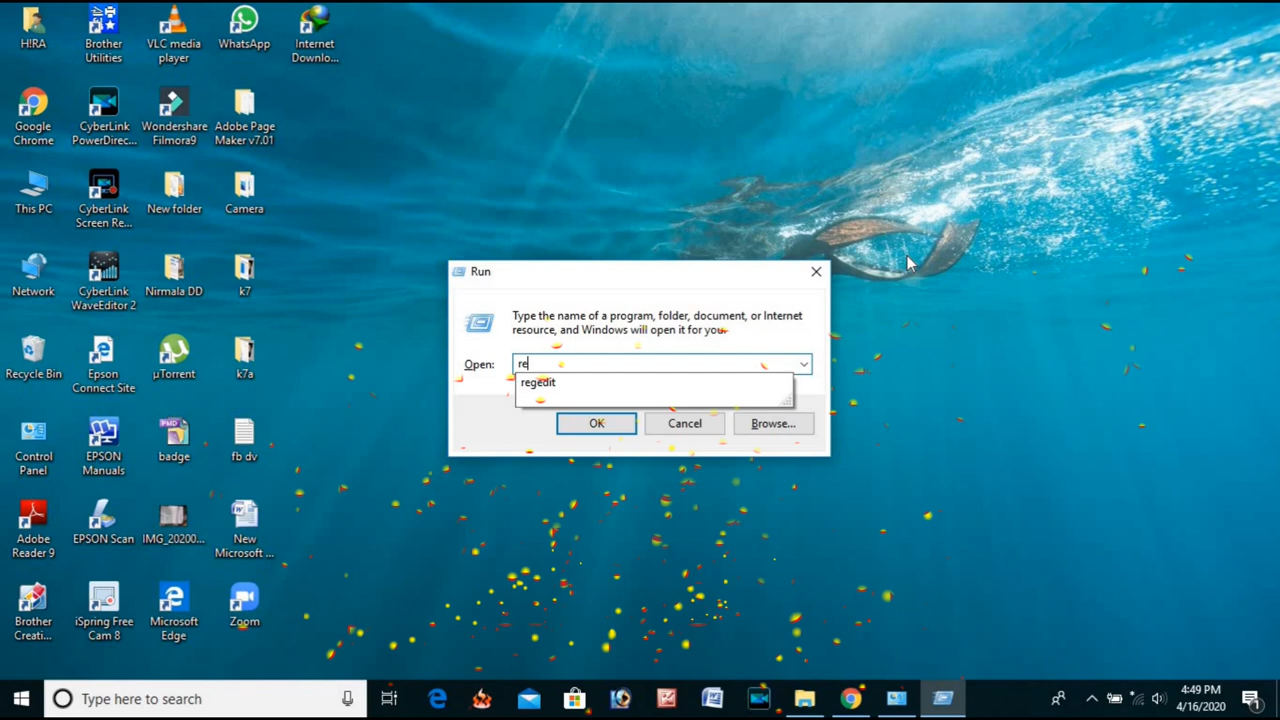 H!RA
Brother
Utilities
VLC media
player
WhatsApp
Internet
Downlo...
Google
Chrome
CyberLink
PowerDirec...
Wondershare
Filmora9
Adobe Page
Maker v7.01
This PC
CyberLink
Screen Re...
New folder
Camera
Network
CyberLink
WaveEditor 2
Nirmala DD
k7
Recycle Bin
Epson
Connect Site
µTorrent
k7a
Control
Panel
EPSON
Manuals
PMD
badge
fb dv
Adobe
Reader 9
EPSON Scan
IMG_20200...
New
Microsoft ...
Brother
Creati...
iSpring Free
Cam 8
Microsoft
Edge
Zoom
Run
Type the name of a program, folder, document, or Internet
resource, and Windows will open it for you.
Open:
re
regedit
OK
Cancel
Browse...
Type here to search
4:49 PM
4/16/2020
1